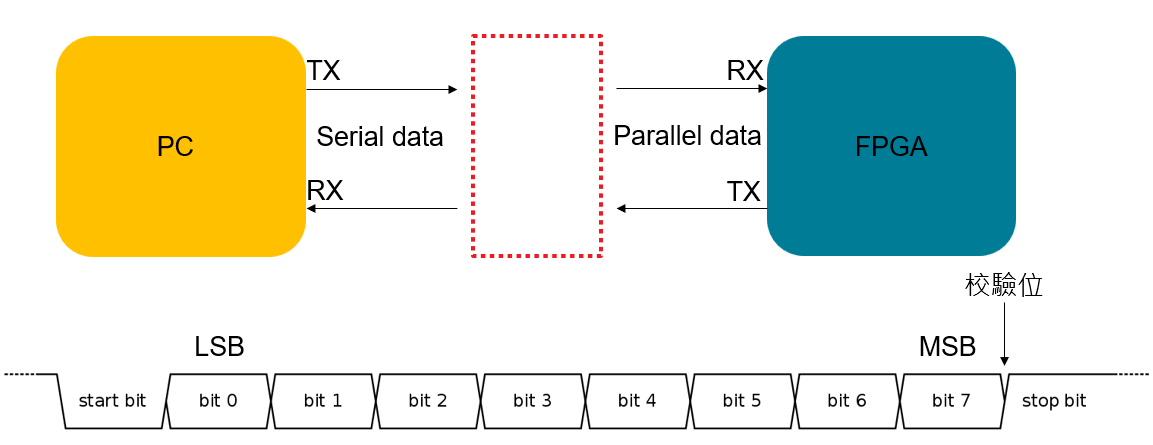 TX
RX
PC
Serial data
Parallel data
FPGA
RX
TX
校驗位
LSB
MSB
start bit
bit 0
bit 1
bit 2
bit 3
bit 4
bit 5
bit 6
bit 7
stop bit